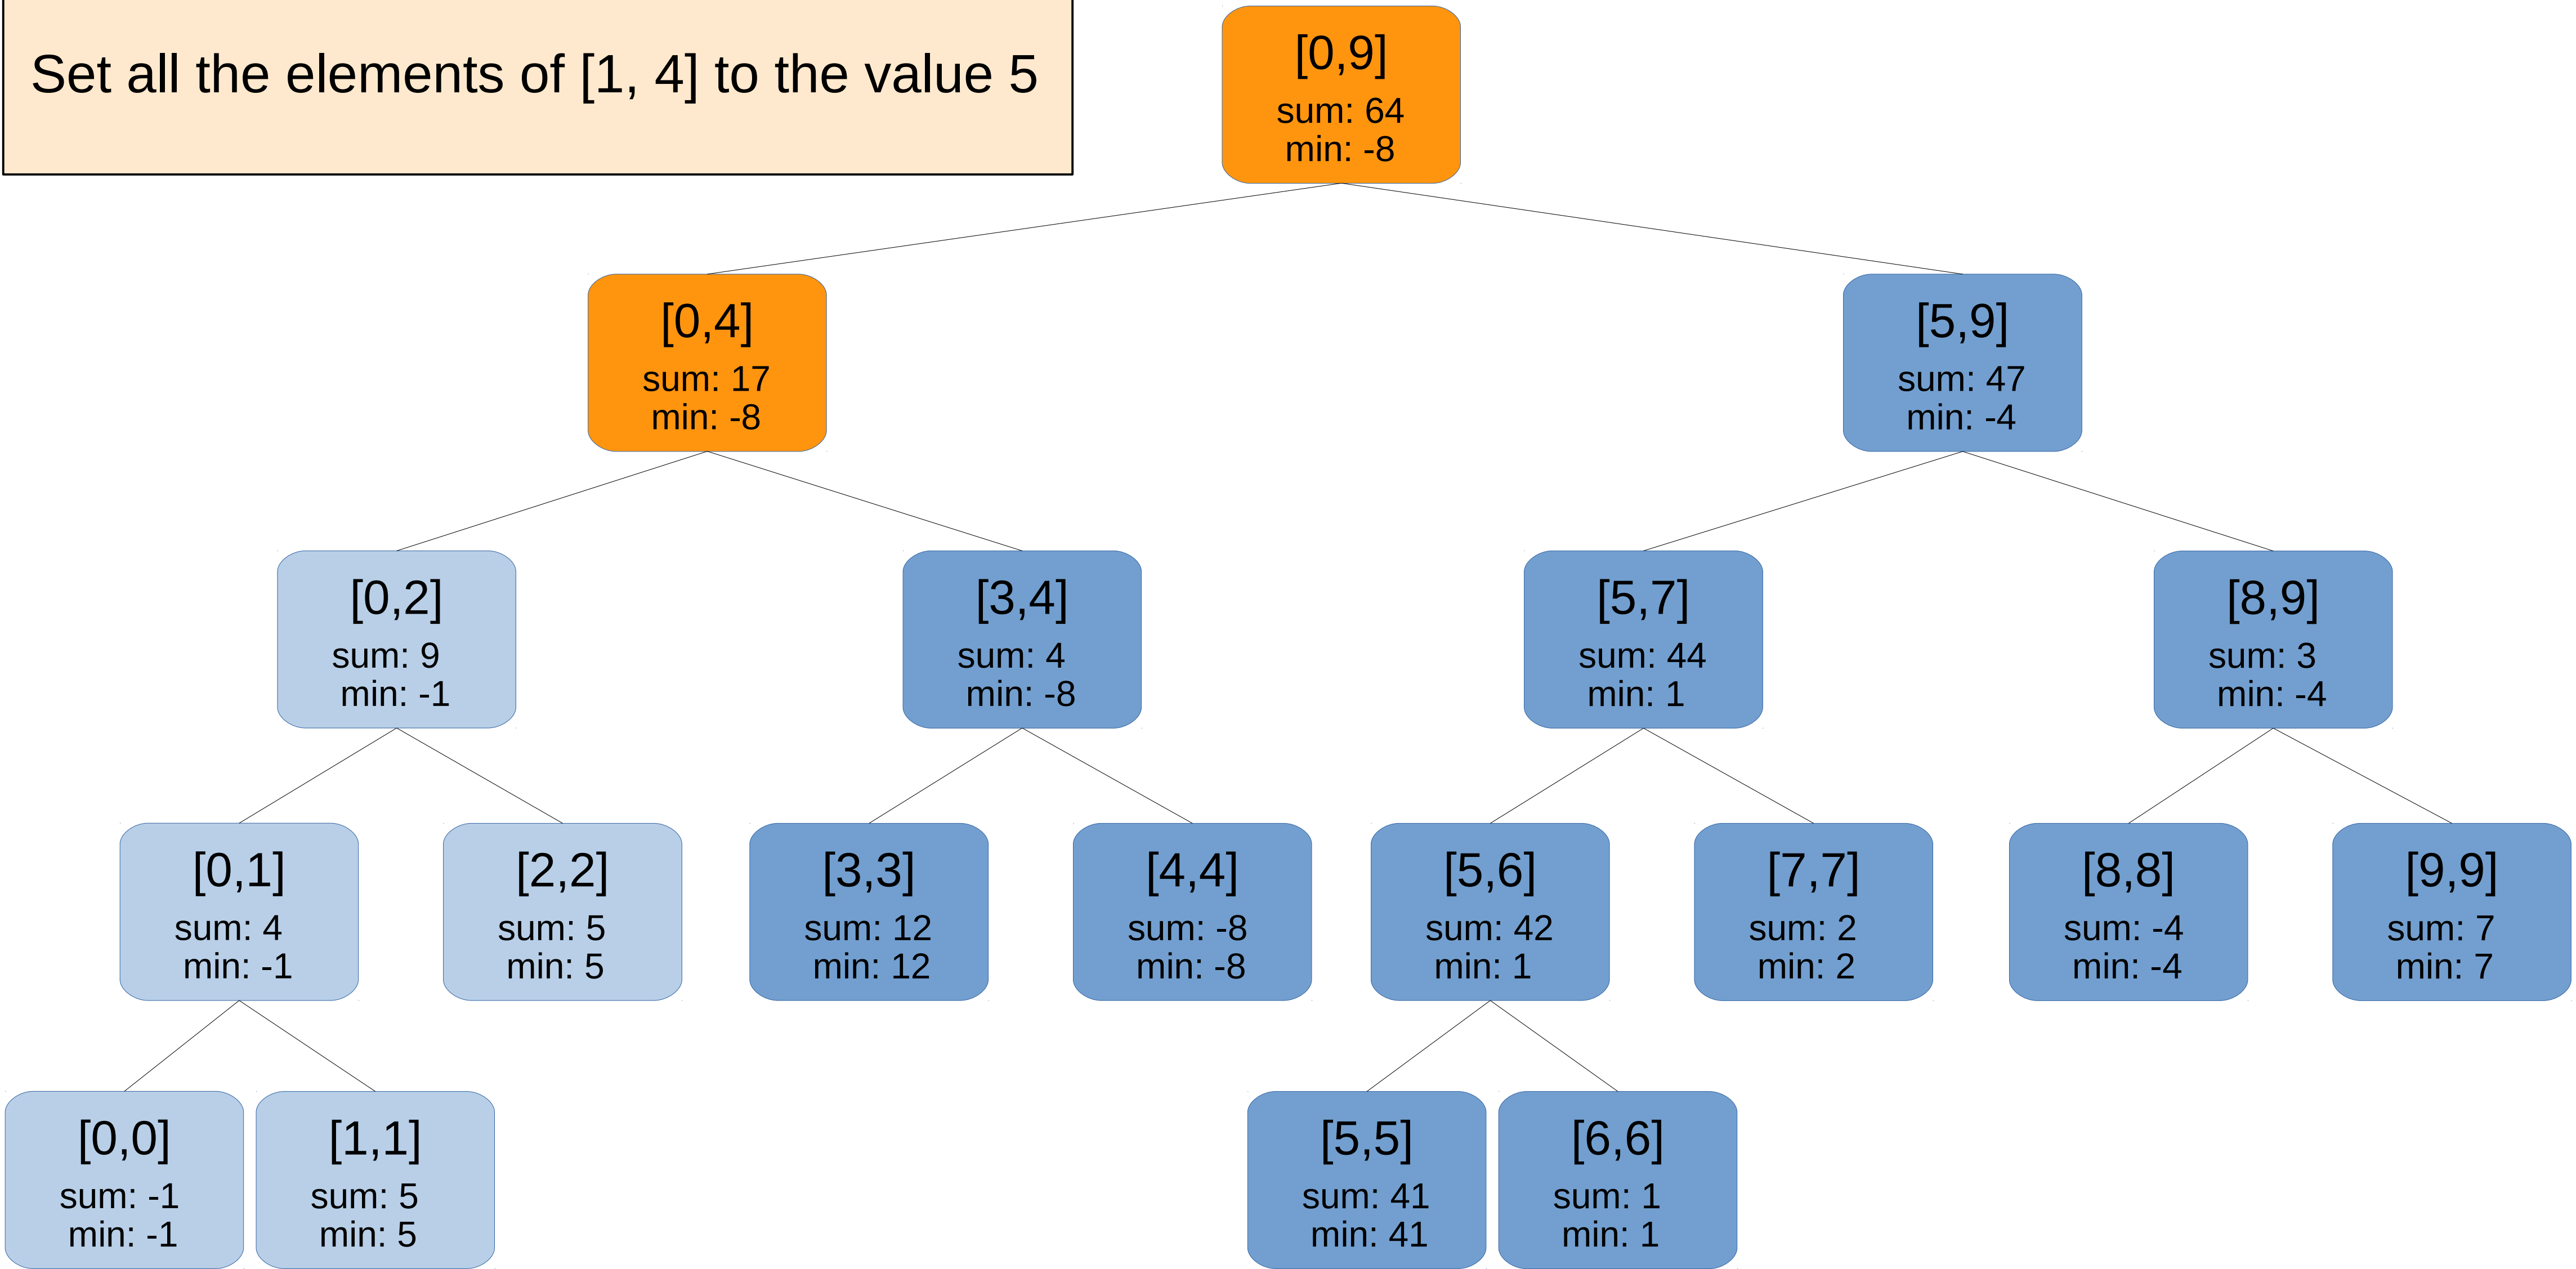 Set all the elements of [1, 4] to the value 5
[0,9]
sum: 64
min: -8
[0,4]
sum: 17
min: -8
[5,9]
sum: 47
min: -4
[0,2]
sum: 9
min: -1
[3,4]
sum: 4
min: -8
[5,7]
sum: 44
min: 1
[8,9]
sum: 3
min: -4
[0,1]
sum: 4
min: -1
[2,2]
sum: 5
min: 5
[3,3]
sum: 12
min: 12
[4,4]
sum: -8
min: -8
[5,6]
sum: 42
min: 1
[7,7]
sum: 2
min: 2
[8,8]
sum: -4
min: -4
[9,9]
sum: 7
min: 7
[0,0]
sum: -1
min: -1
[1,1]
sum: 5
min: 5
[5,5]
sum: 41
min: 41
[6,6]
sum: 1
min: 1